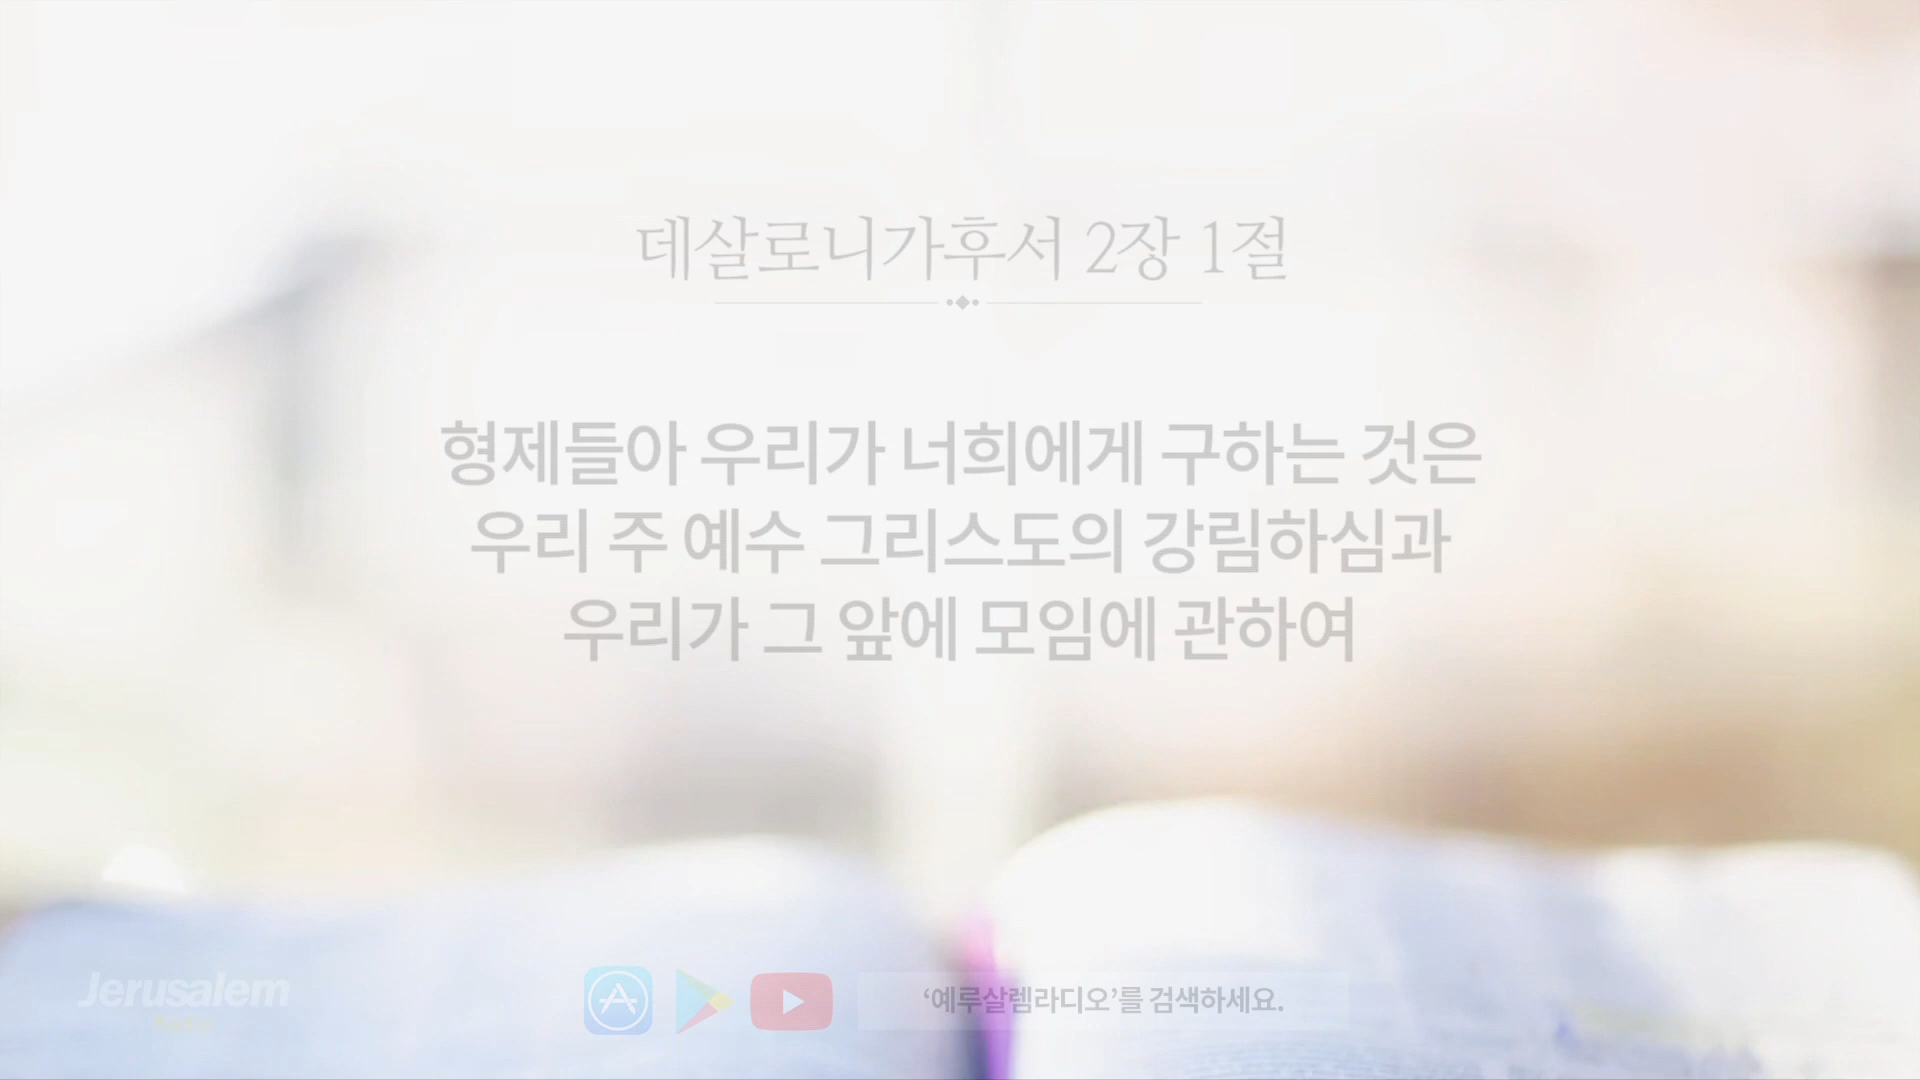 데살로니가후서 2장 1절
형제들아 우리가 너희에게 구하는 것은
우리 주 예수 그리스도의 강림하심과
우리가 그 앞에 모임에 관하여
Jerusalem
Radio
‘예루살렘라디오’를 검색하세요.